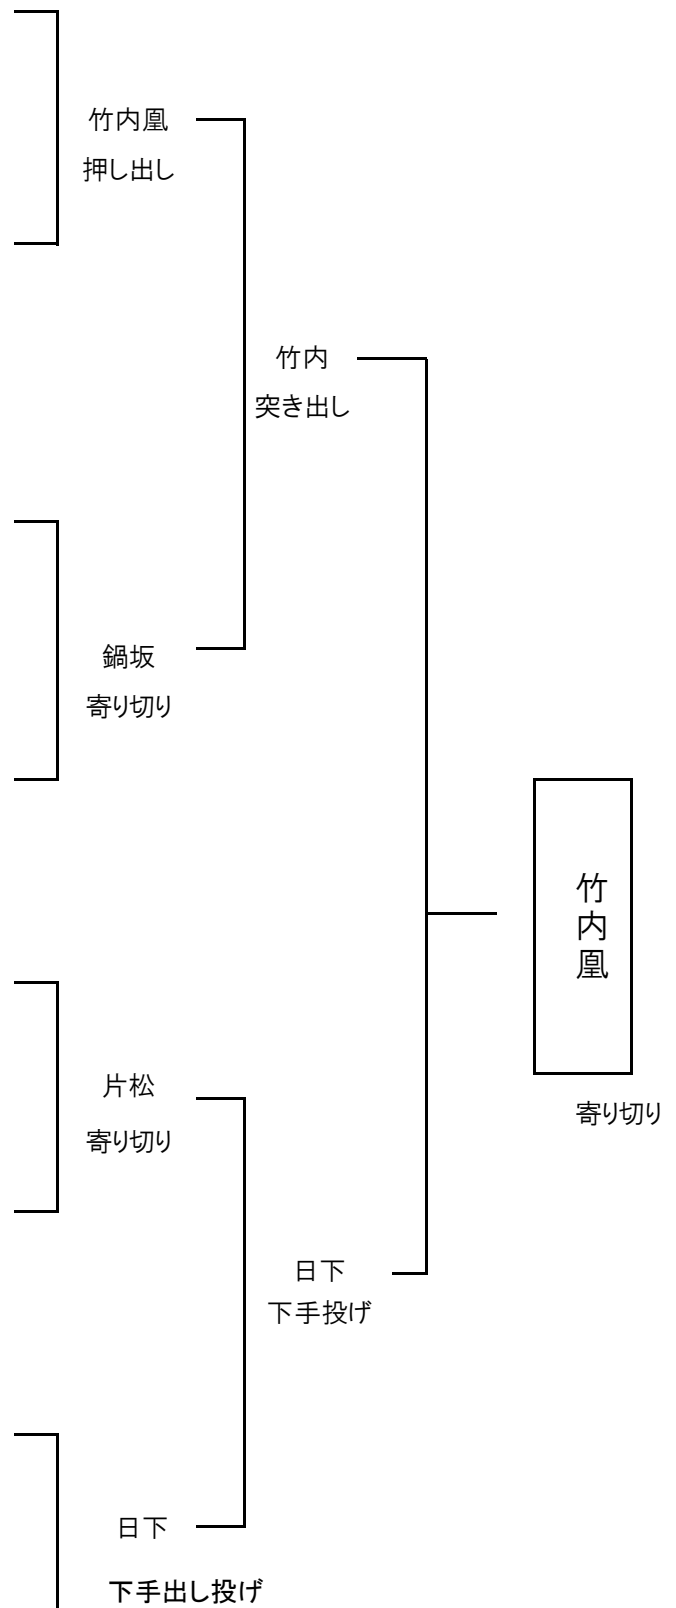 竹内凰
押し出し
竹内
突き出し
鍋坂
寄り切り
竹内凰
寄り切り
片松
寄り切り
日下
下手投げ
日下
下手出し投げ